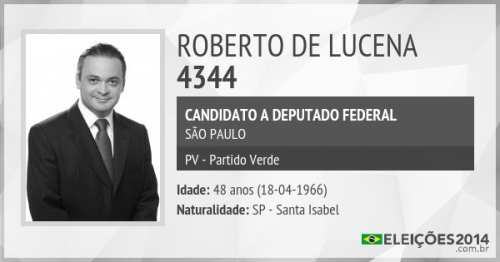 ROBERTO DE LUCENA
4344
CANDIDATO A DEPUTADO FEDERAL
SÃO PAULO
PV - Partido Verde
Idade: 48 anos (18-04-1966)
Naturalidade: SP - Santa Isabel
ELEIÇÕES2014
.com.br